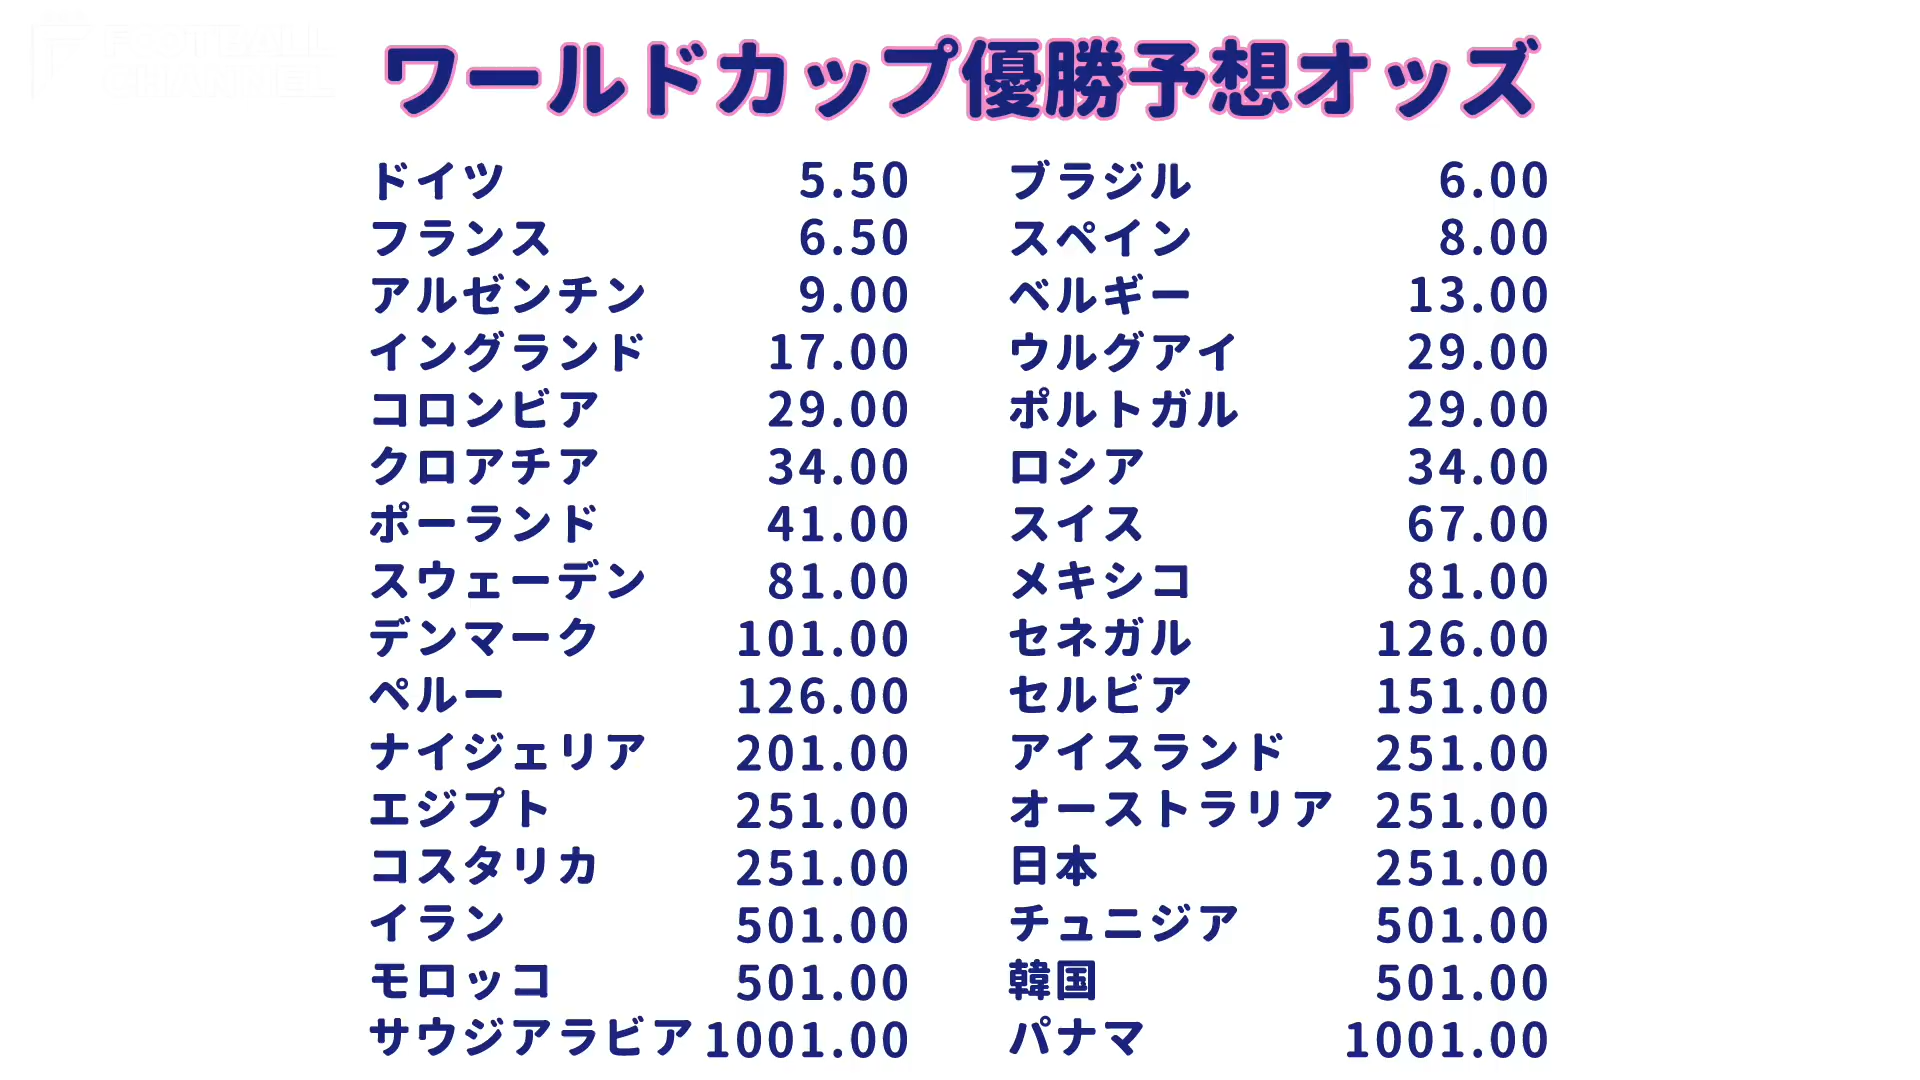 FOOTBALL
CHANNEL
ワールドカップ優勝予想オッズ
ドイツ 5.50 ブラジル 6.00
フランス 6.50 スペイン 8.00
アルゼンチン 9.00 ベルギー 13.00
イングランド 17.00 ウルグアイ 29.00
コロンビア 29.00 ポルトガル 29.00
クロアチア 34.00 ロシア 34.00
ポーランド 41.00 スイス 67.00
スウェーデン 81.00 メキシコ 81.00
デンマーク 101.00 セネガル 126.00
ペルー 126.00 セルビア 151.00
ナイジェリア 201.00 アイスランド 251.00
エジプト 251.00 オーストラリア 251.00
コスタリカ 251.00 日本 251.00
イラン 501.00 チュニジア 501.00
モロッコ 501.00 韓国 501.00
サウジアラビア 1001.00 パナマ 1001.00